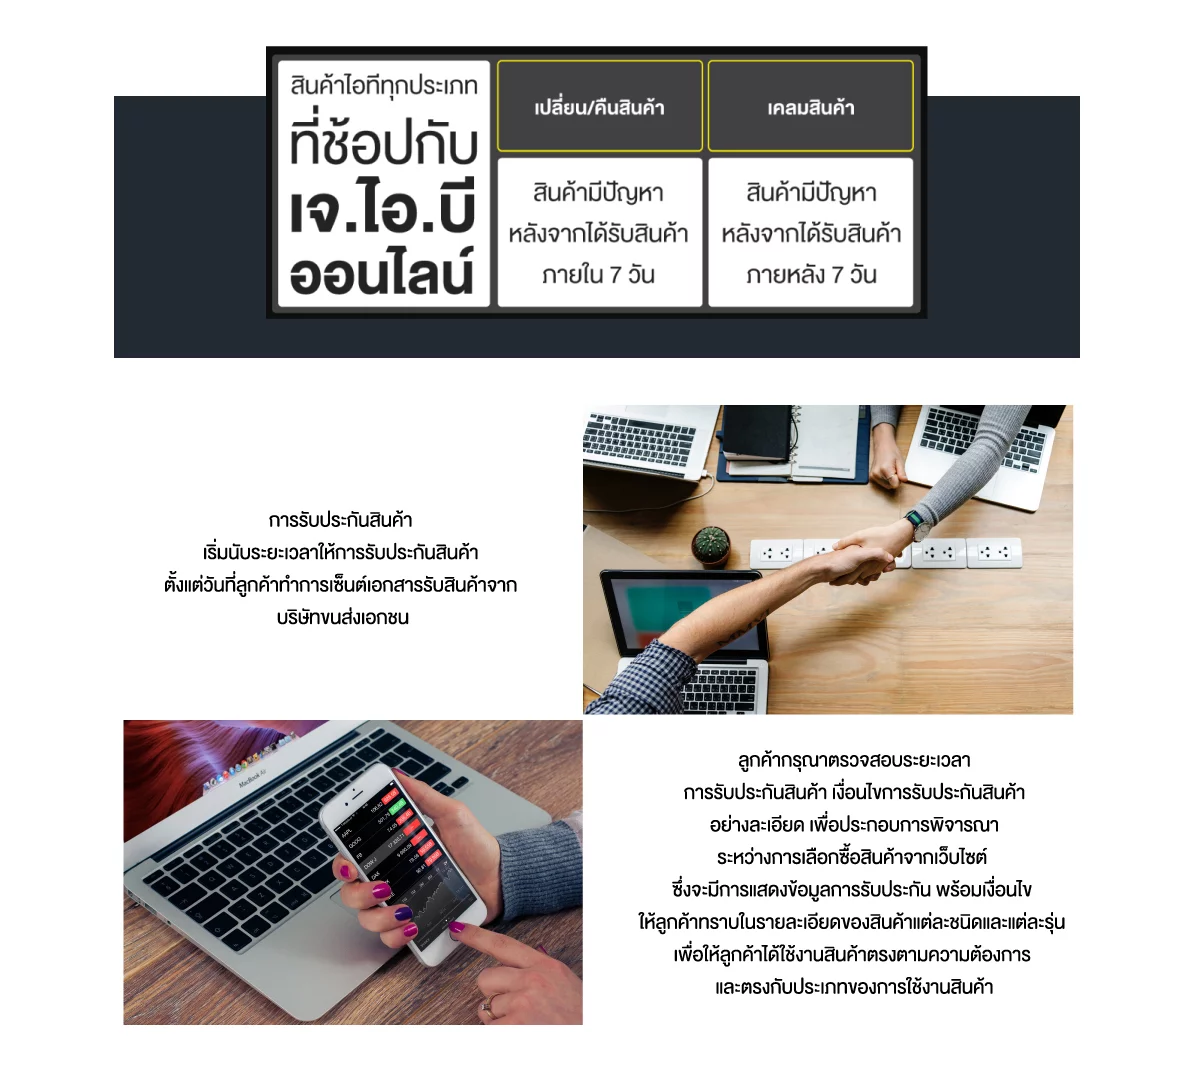 สินค้าไอทีทุกประเภท
ที่ช้อปกับ
เจ.ไอ.บี
ออนไลน์
เปลี่ยน/คืนสินค้า
เคลมสินค้า
สินค้ามีปัญหา
หลังจากได้รับสินค้า
ภายใน 7 วัน
สินค้ามีปัญหา
หลังจากได้รับสินค้า
ภายหลัง 7 วัน
การรับประกันสินค้า
เริ่มนับระยะเวลาให้การรับประกันสินค้า
ตั้งแต่วันที่ลูกค้าทำการเซ็นต์เอกสารรับสินค้าจาก
บริษัทขนส่งเอกชน
MacBook Air
AAPL
GOOG
FB
DOW J
DAX
ลูกค้ากรุณาตรวจสอบระยะเวลา
การรับประกันสินค้า เงื่อนไขการรับประกันสินค้า
อย่างละเอียด เพื่อประกอบการพิจารณา
ระหว่างการเลือกซื้อสินค้าจากเว็บไซต์
ซึ่งจะมีการแสดงข้อมูลการรับประกัน พร้อมเงื่อนไข
ให้ลูกค้าทราบในรายละเอียดของสินค้าแต่ละชนิดและแต่ละรุ่น
เพื่อให้ลูกค้าได้ใช้งานสินค้าตรงตามความต้องการ
และตรงกับประเภทของการใช้งานสินค้า